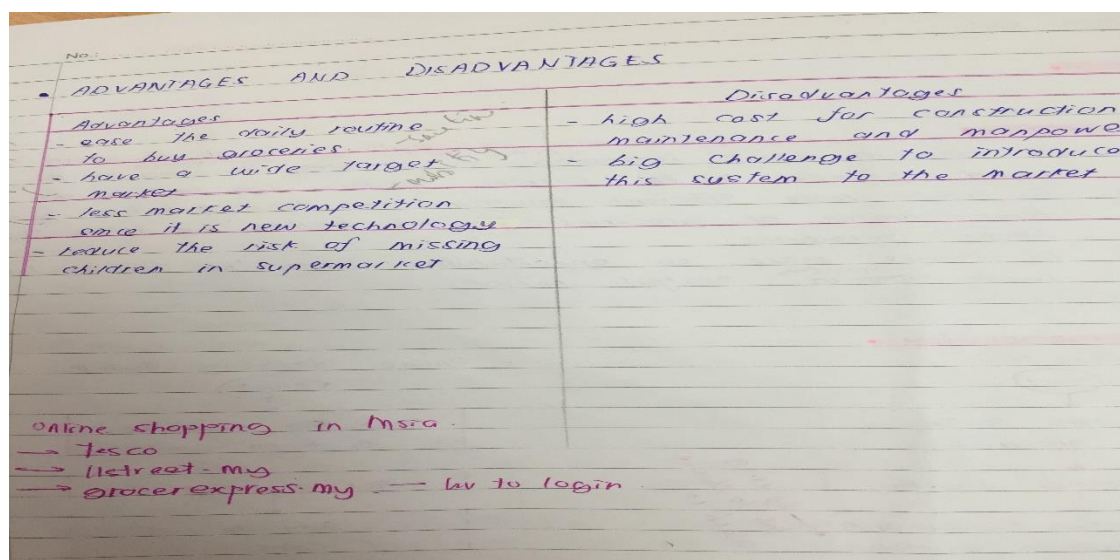 No.:
• ADVANTAGES AND DISADVANTAGES
Advantages
- ease the daily routine
to buy groceries.
- have a wide target
market
- less market competition
since it is new technology
- reduce the risk of missing
children in supermarket
Disadvantages
- high cost for construction
maintenance and manpowe
- big challenge to introduce
this system to the market
online shopping in Msia.
→ Tesco
→ 11street.my
→ grocerexpress.my — hv to login